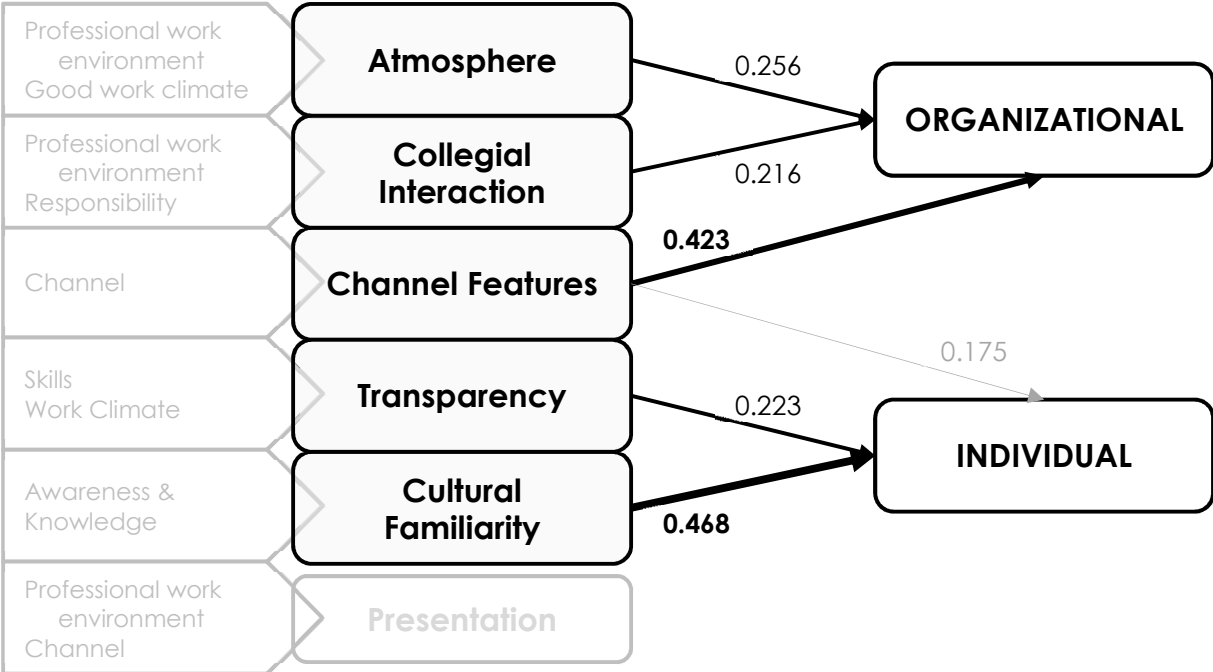 Professional work
environment
Good work climate
Atmosphere
0.256
ORGANIZATIONAL
Professional work
environment
Responsibility
Collegial
Interaction
0.216
Channel
Channel Features
0.423
0.175
Skills
Work Climate
Transparency
0.223
INDIVIDUAL
Awareness &
Knowledge
Cultural
Familiarity
0.468
Professional work
environment
Channel
Presentation